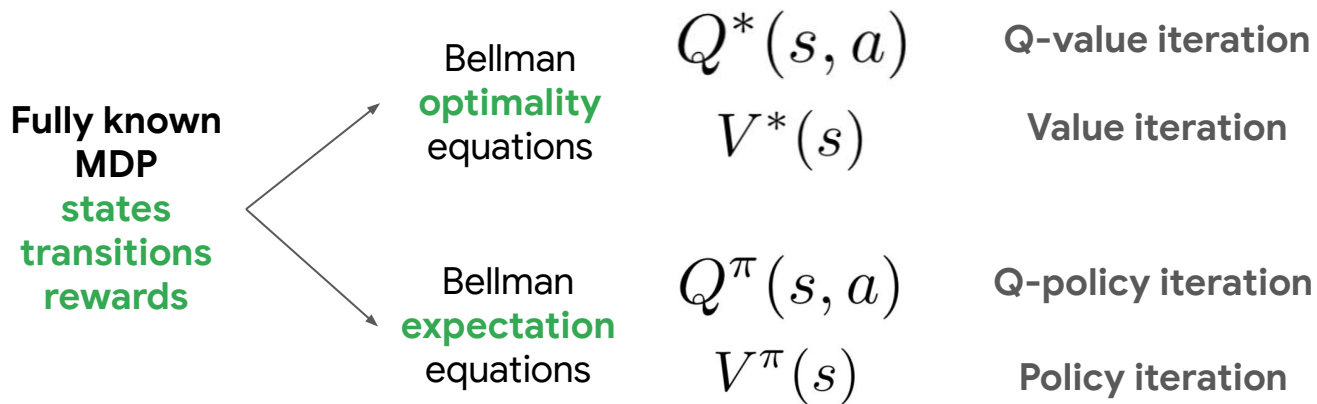 Fully known
MDP
states
transitions
rewards
Bellman
optimality
equations
Q*(s, a)
Q-value iteration
V*(s)
Value iteration
Bellman
expectation
equations
Q^π(s, a)
Q-policy iteration
V^π(s)
Policy iteration